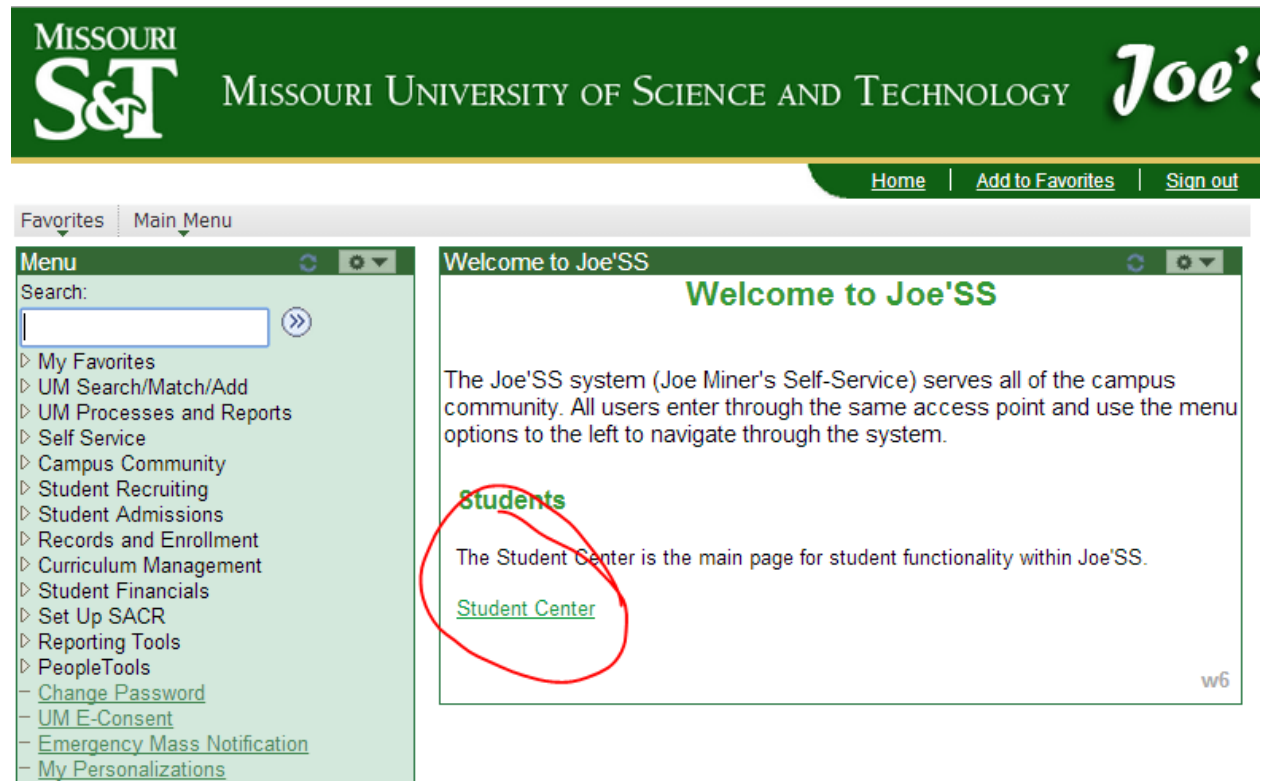 MISSOURI
S&T
MISSOURI UNIVERSITY OF SCIENCE AND TECHNOLOGY
Joe'S
Home | Add to Favorites | Sign out
Favorites Main Menu
Menu
Search:
My Favorites
UM Search/Match/Add
UM Processes and Reports
Self Service
Campus Community
Student Recruiting
Student Admissions
Records and Enrollment
Curriculum Management
Student Financials
Set Up SACR
Reporting Tools
PeopleTools
– Change Password
– UM E-Consent
– Emergency Mass Notification
– My Personalizations
Welcome to Joe'SS
Welcome to Joe'SS
The Joe'SS system (Joe Miner's Self-Service) serves all of the campus
community. All users enter through the same access point and use the menu
options to the left to navigate through the system.
Students
The Student Center is the main page for student functionality within Joe'SS.
Student Center
w6